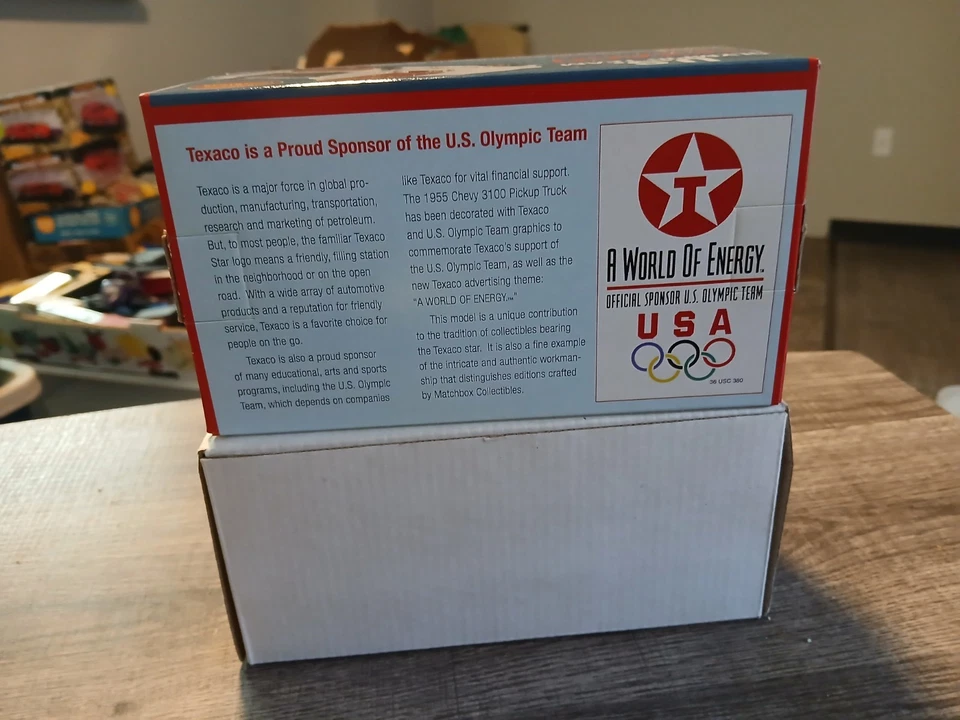 Texaco is a Proud Sponsor of the U.S. Olympic Team
Texaco is a major force in global pro-
duction, manufacturing, transportation,
research and marketing of petroleum.
But, to most people, the familiar Texaco
Star logo means a friendly, filling station
in the neighborhood or on the open
road. With a wide array of automotive
products and a reputation for friendly
service, Texaco is a favorite choice for
people on the go.
Texaco is also a proud sponsor
of many educational, arts and sports
programs, including the U.S. Olympic
Team, which depends on companies
like Texaco for vital financial support.
The 1955 Chevy 3100 Pickup Truck
has been decorated with Texaco
and U.S. Olympic Team graphics to
commemorate Texaco's support of
the U.S. Olympic Team, as well as the
new Texaco advertising theme:
"A WORLD OF ENERGY.℠"
This model is a unique contribution
to the tradition of collectibles bearing
the Texaco star. It is also a fine example
of the intricate and authentic workman-
ship that distinguishes editions crafted
by Matchbox Collectibles.
T
A WORLD OF ENERGY.
OFFICIAL SPONSOR U.S. OLYMPIC TEAM
USA
36 USC 380